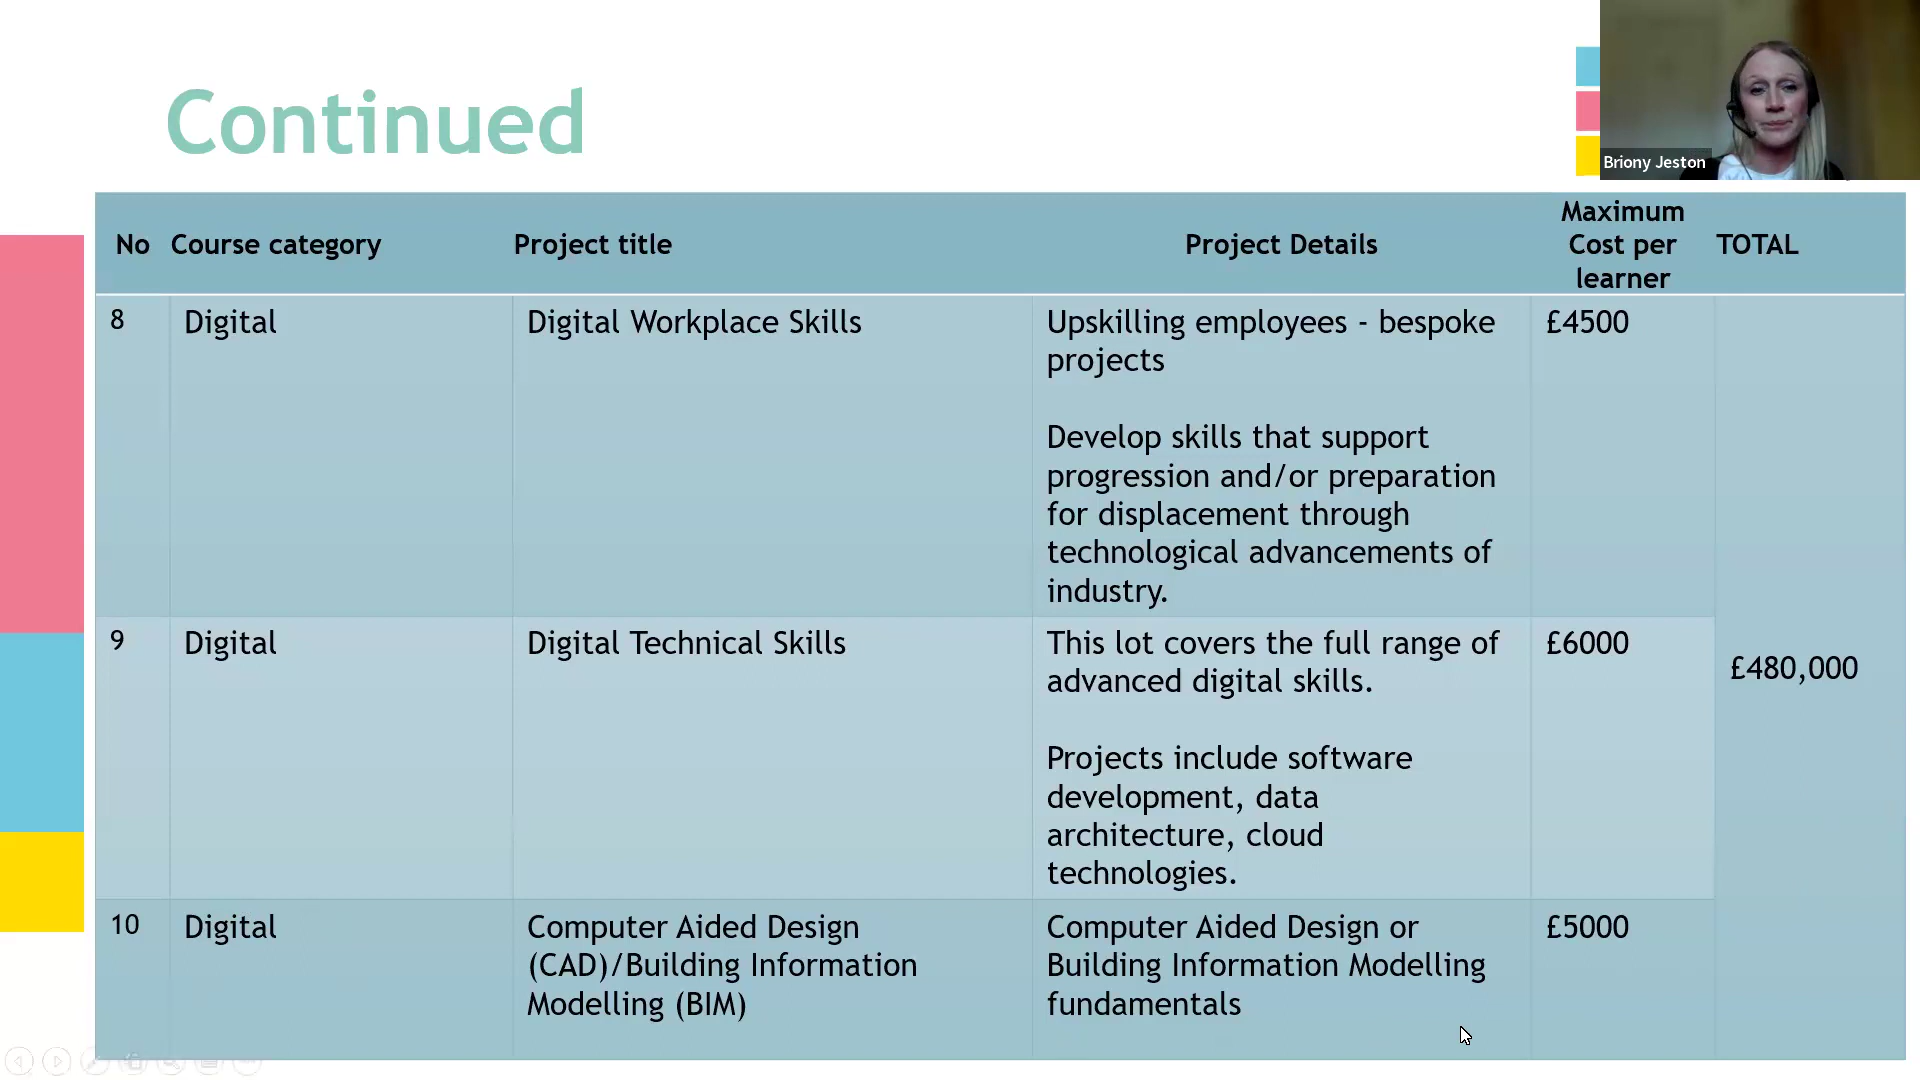 Continued
Briony Jeston
No
Course category
Project title
Project Details
Maximum
Cost per
learner
TOTAL
8
Digital
Digital Workplace Skills
Upskilling employees - bespoke
projects
Develop skills that support
progression and/or preparation
for displacement through
technological advancements of
industry.
£4500
9
Digital
Digital Technical Skills
This lot covers the full range of
advanced digital skills.
Projects include software
development, data
architecture, cloud
technologies.
£6000
£480,000
10
Digital
Computer Aided Design
(CAD)/Building Information
Modelling (BIM)
Computer Aided Design or
Building Information Modelling
fundamentals
£5000